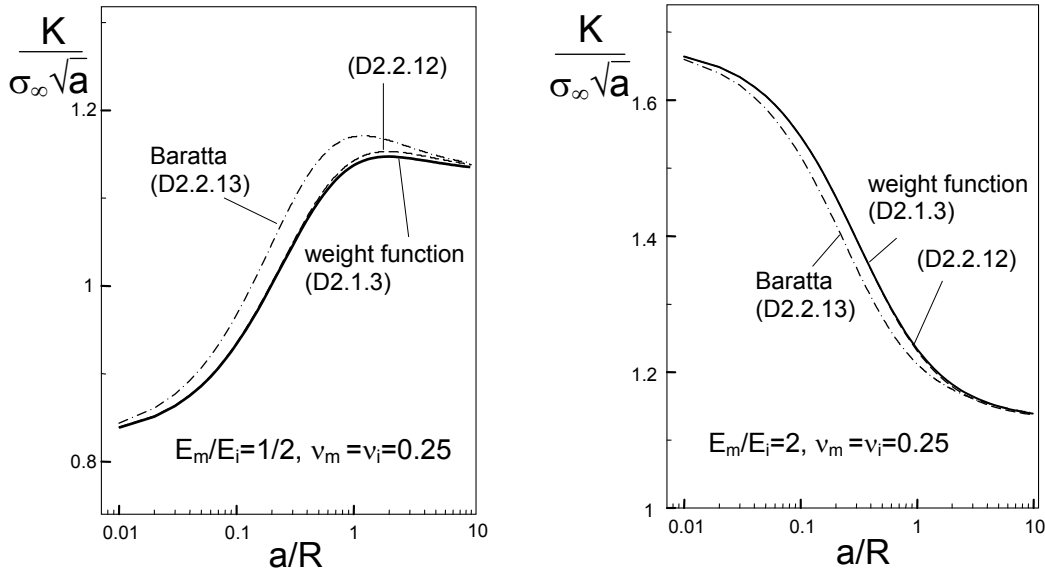 K
σ∞√a
1.2
1
0.8
(D2.2.12)
Baratta
(D2.2.13)
weight function
(D2.1.3)
Em/Ei=1/2, νm =νi=0.25
0.01
0.1
1
10
a/R
K
σ∞√a
1.6
1.4
1.2
1
weight function
(D2.1.3)
(D2.2.12)
Baratta
(D2.2.13)
Em/Ei=2, νm =νi=0.25
0.01
0.1
1
10
a/R